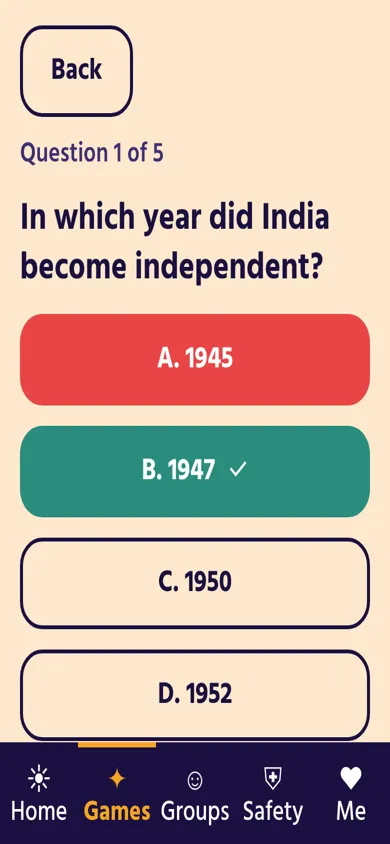 Back
Question 1 of 5
In which year did India
become independent?
A. 1945
B. 1947 ✓
C. 1950
D. 1952
Home Games Groups Safety Me